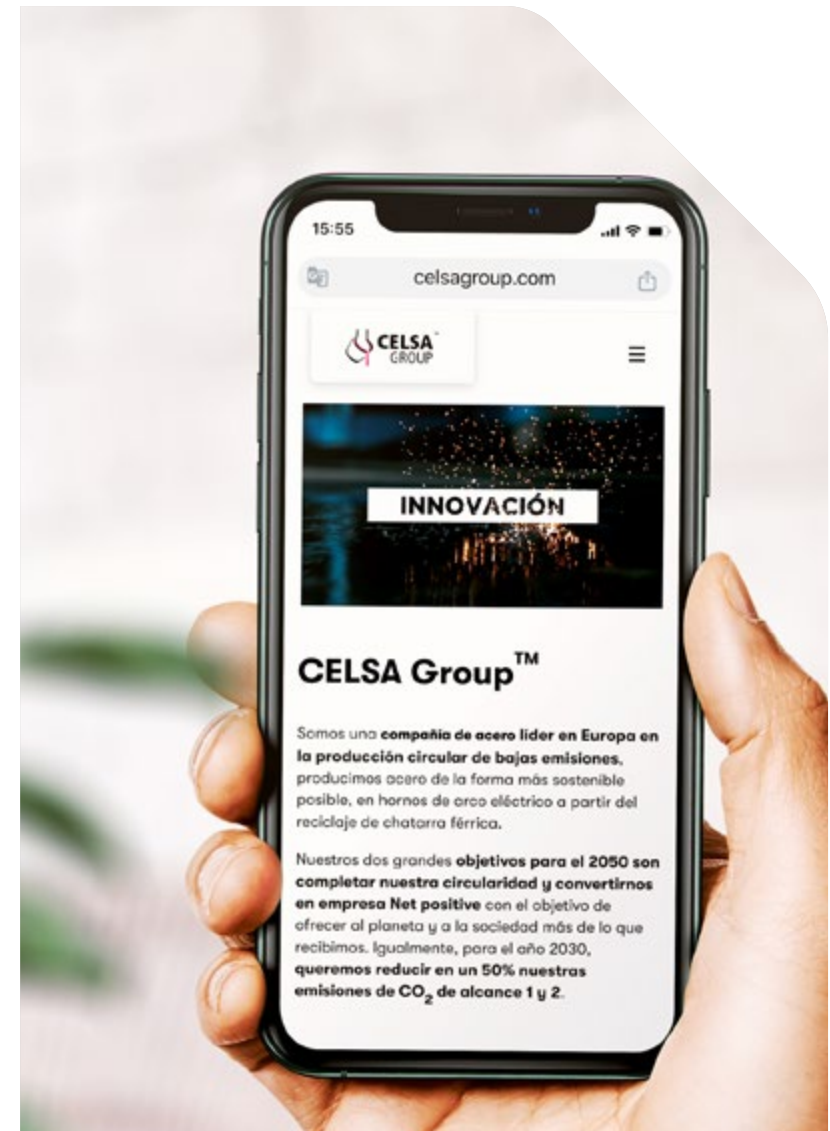 15:55
celsagroup.com
CELSA™
GROUP
INNOVACIÓN
CELSA Group™
Somos una compañía de acero líder en Europa en
la producción circular de bajas emisiones,
producimos acero de la forma más sostenible
posible, en hornos de arco eléctrico a partir del
reciclaje de chatarra férrica.
Nuestros dos grandes objetivos para el 2050 son
completar nuestra circularidad y convertirnos
en empresa Net positive con el objetivo de
ofrecer al planeta y a la sociedad más de lo que
recibimos. Igualmente, para el año 2030,
queremos reducir en un 50% nuestras
emisiones de CO₂ de alcance 1 y 2.